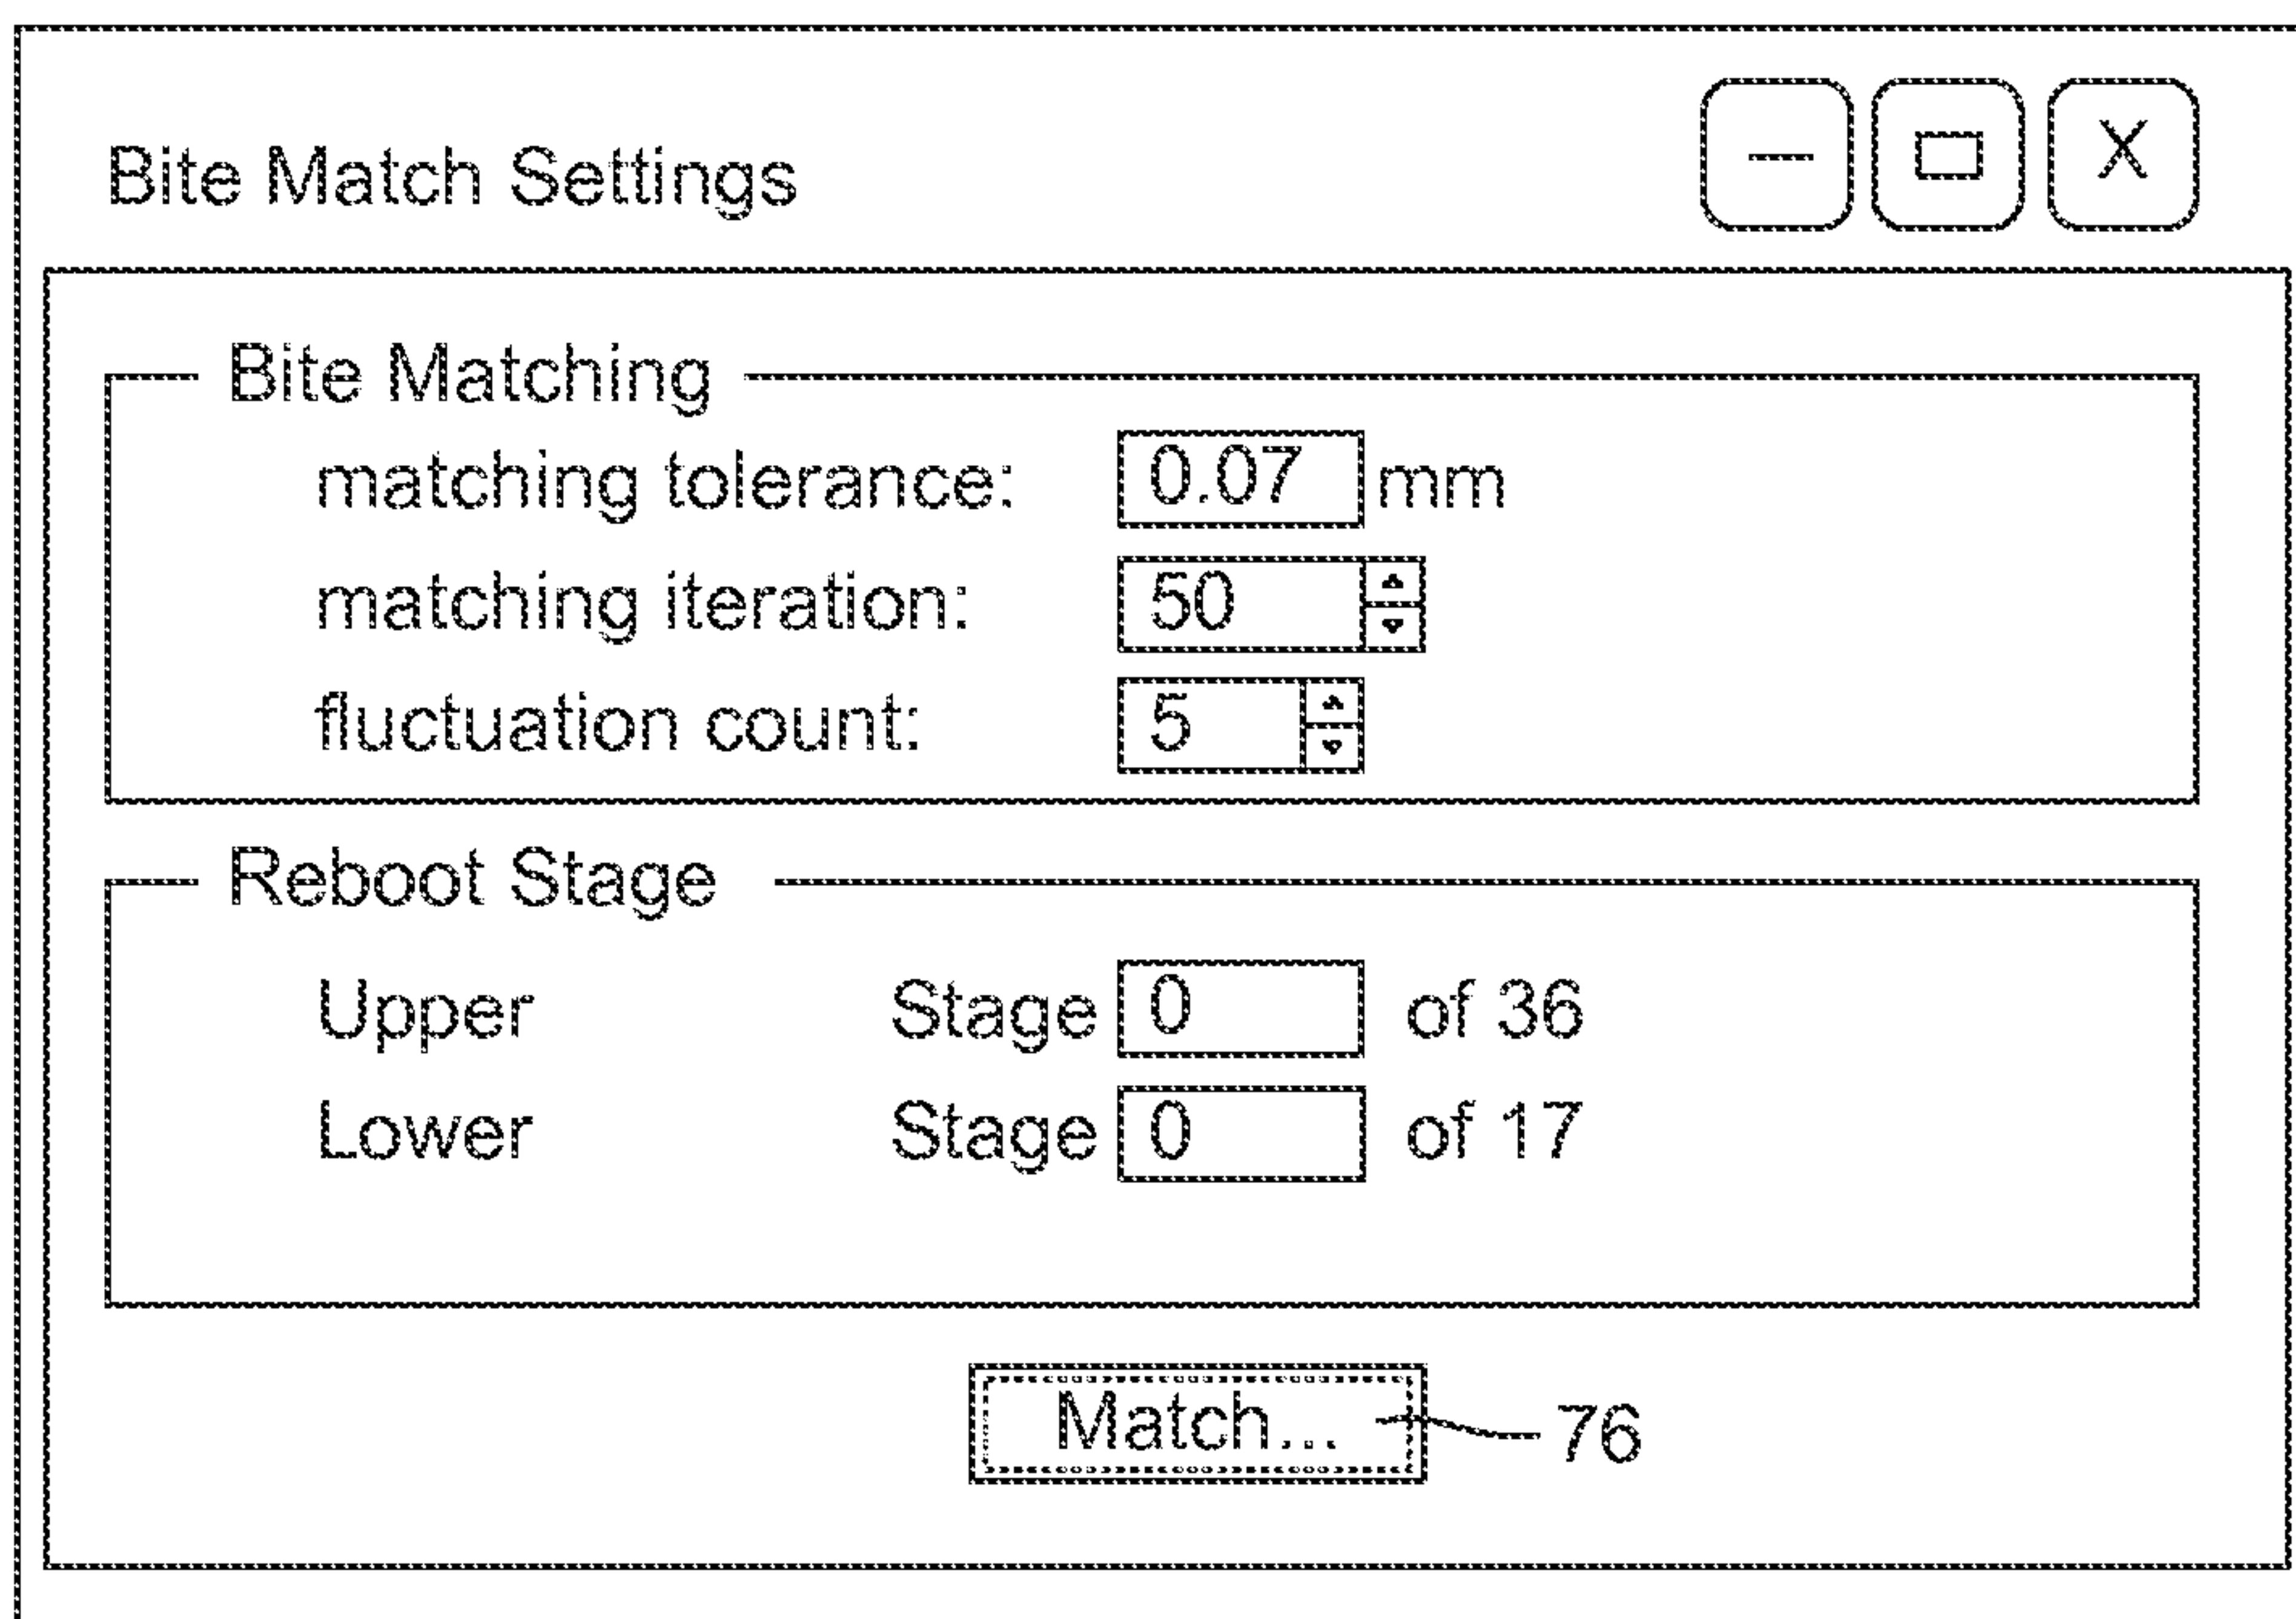 Bite Match Settings
X
Bite Matching
matching tolerance: 0.07 mm
matching iteration: 50
fluctuation count: 5
Reboot Stage
Upper Stage 0 of 36
Lower Stage 0 of 17
Match... 76